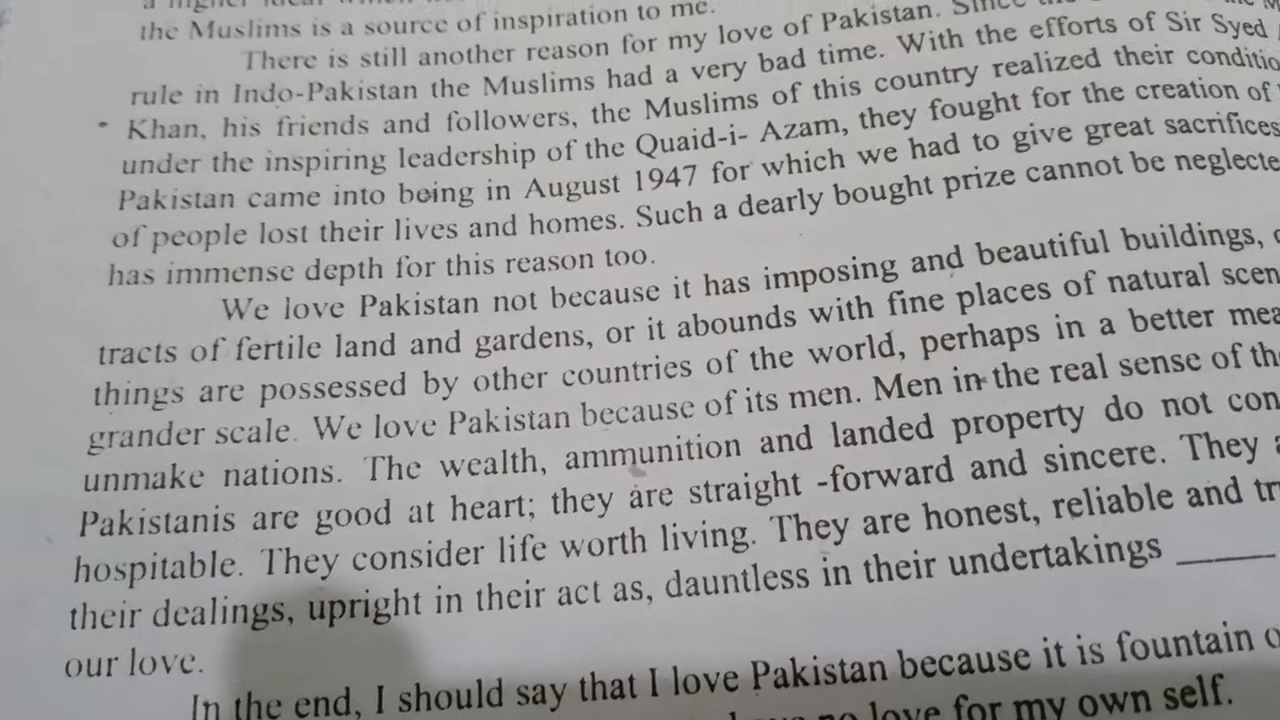 the Muslims is a source of inspiration to me.
There is still another reason for my love of Pakistan. Since
rule in Indo-Pakistan the Muslims had a very bad time. With the efforts of Sir Syed
Khan, his friends and followers, the Muslims of this country realized their conditio
under the inspiring leadership of the Quaid-i- Azam, they fought for the creation of
Pakistan came into being in August 1947 for which we had to give great sacrifices
of people lost their lives and homes. Such a dearly bought prize cannot be neglecte
has immense depth for this reason too.
We love Pakistan not because it has imposing and beautiful buildings,
tracts of fertile land and gardens, or it abounds with fine places of natural scen
things are possessed by other countries of the world, perhaps in a better mea
grander scale. We love Pakistan because of its men. Men in the real sense of th
unmake nations. The wealth, ammunition and landed property do not con
Pakistanis are good at heart; they are straight -forward and sincere. They
hospitable. They consider life worth living. They are honest, reliable and tr
their dealings, upright in their act as, dauntless in their undertakings ______
our love.
In the end, I should say that I love Pakistan because it is fountain
no love for my own self.